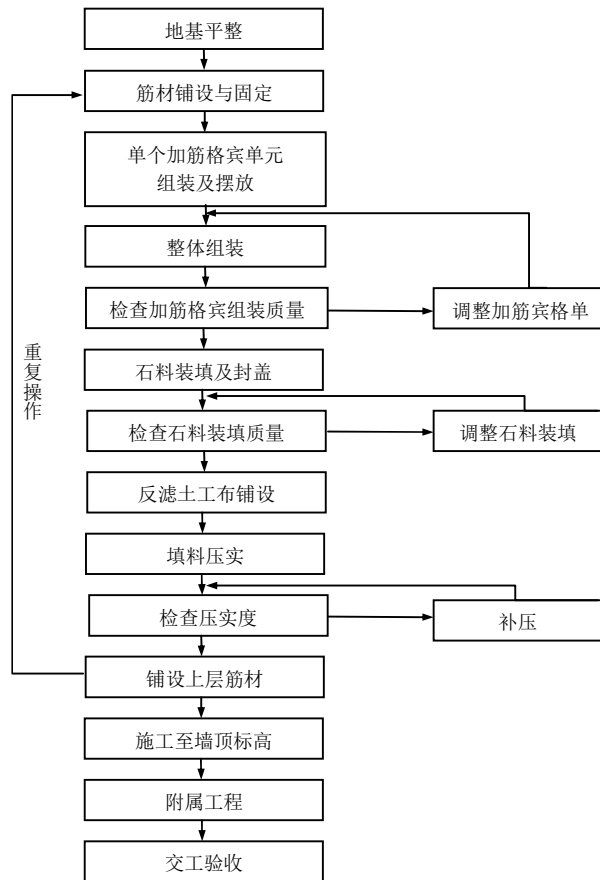 地基平整
筋材铺设与固定
单个加筋格宾单元
组装及摆放
整体组装
检查加筋格宾组装质量
调整加筋宾格单
石料装填及封盖
重复操作
检查石料装填质量
调整石料装填
反滤土工布铺设
填料压实
检查压实度
补压
铺设上层筋材
施工至墙顶标高
附属工程
交工验收